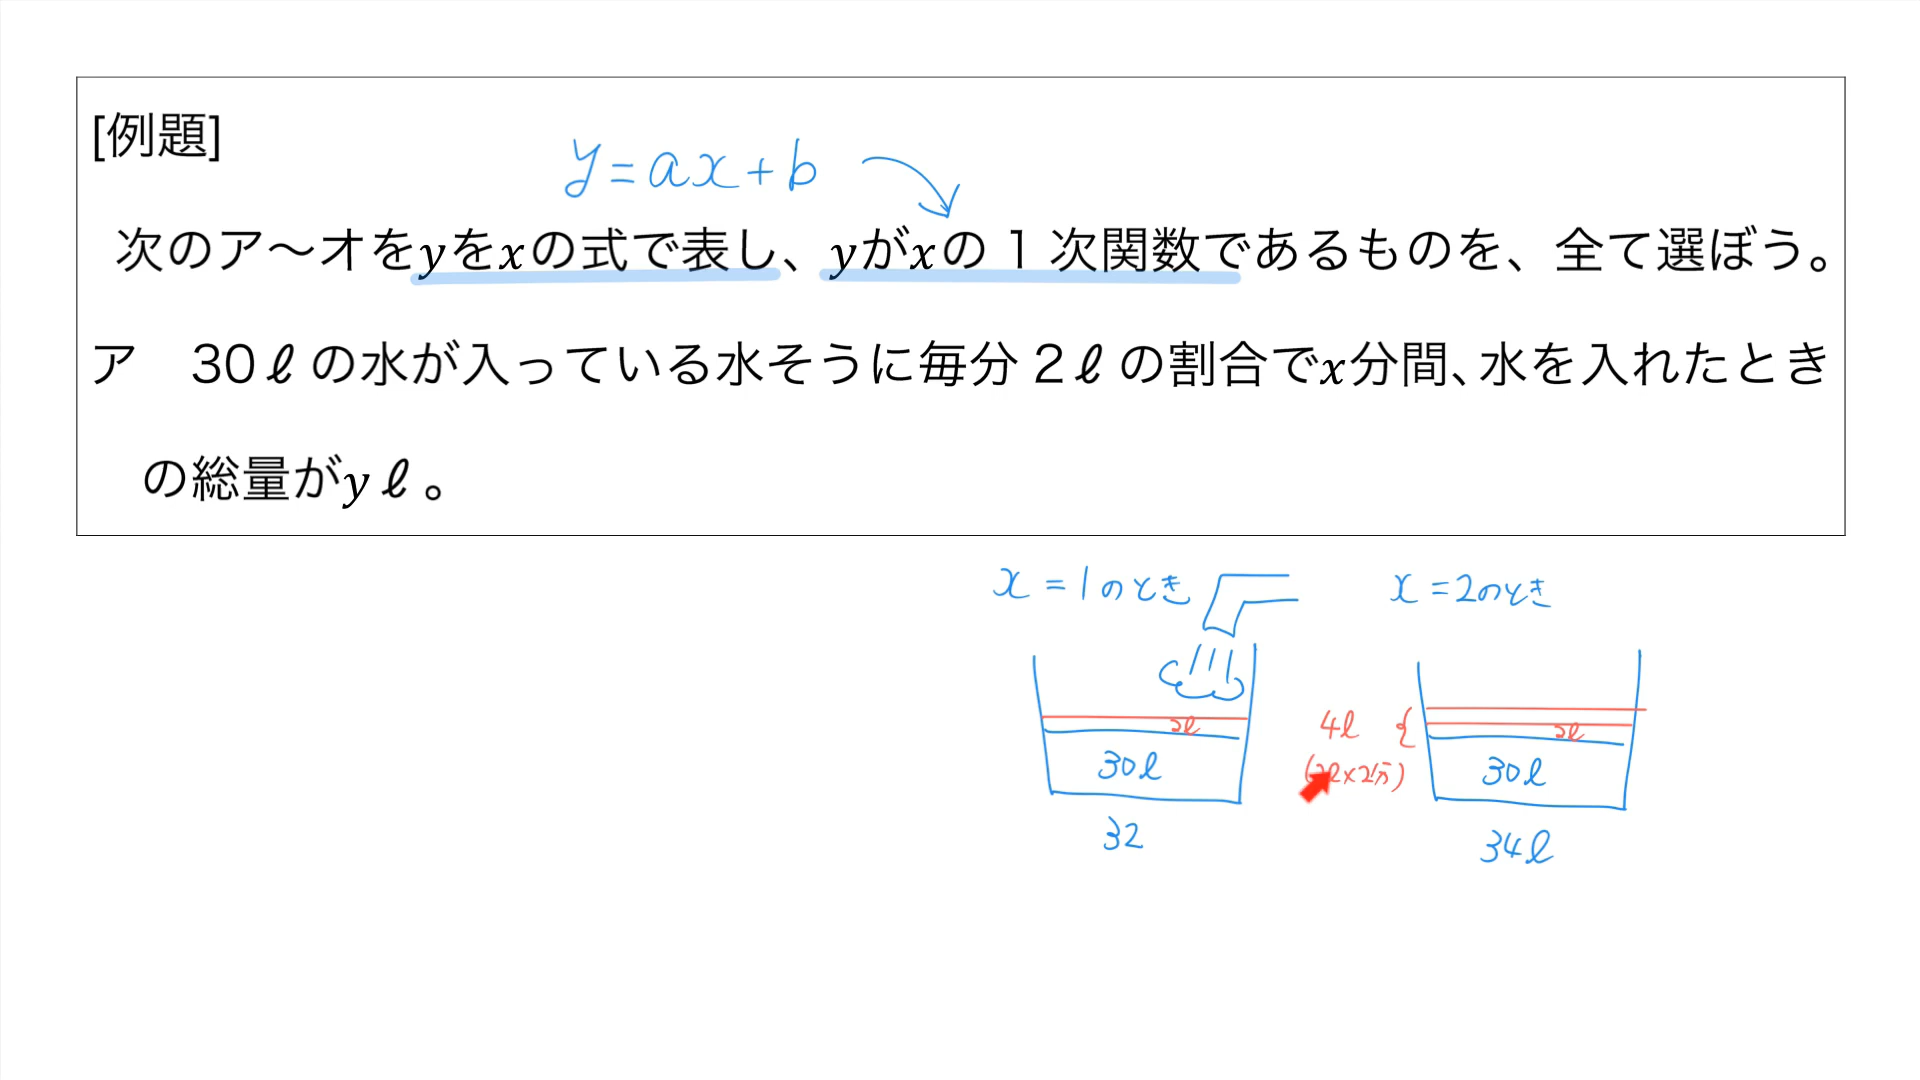 [例題]
y=ax+b
次のア～オをyをxの式で表し、yがxの１次関数であるものを、全て選ぼう。
ア　30ℓの水が入っている水そうに毎分2ℓの割合でx分間、水を入れたとき
の総量がyℓ。
x=1のとき
x=2のとき
2ℓ
30ℓ
32
4ℓ
(2ℓ×2分)
2ℓ
30ℓ
34ℓ